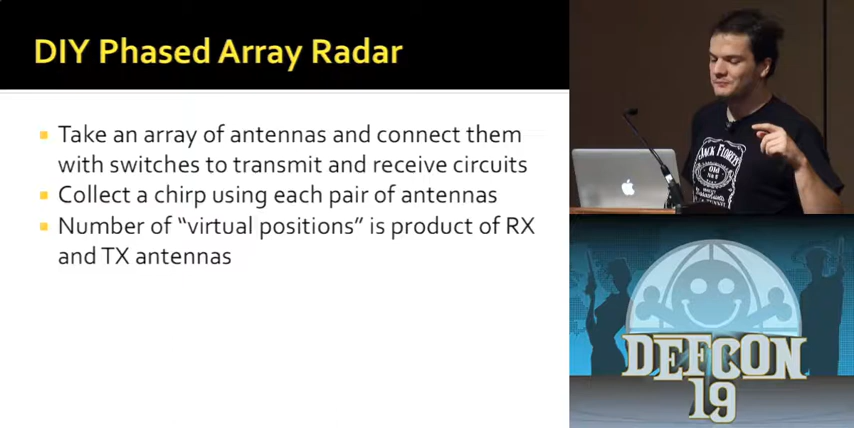 DIY Phased Array Radar
Take an array of antennas and connect them
with switches to transmit and receive circuits
Collect a chirp using each pair of antennas
Number of “virtual positions” is product of RX
and TX antennas
Old
DEFCON
19